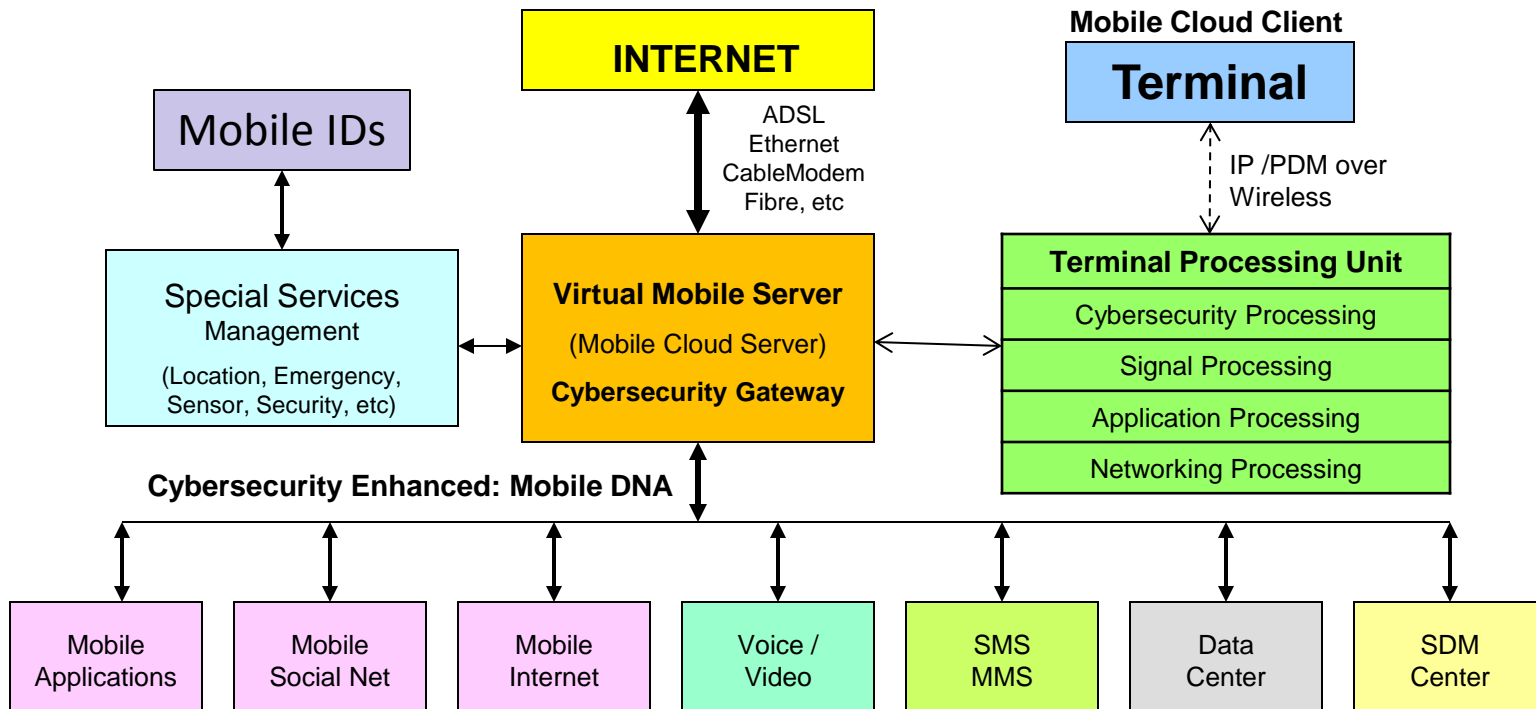 Mobile Cloud Client
INTERNET
Terminal
Mobile IDs
ADSL
Ethernet
CableModem
Fibre, etc
IP /PDM over
Wireless
Special Services
Management
(Location, Emergency,
Sensor, Security, etc)
Virtual Mobile Server
(Mobile Cloud Server)
Cybersecurity Gateway
Terminal Processing Unit
Cybersecurity Processing
Signal Processing
Application Processing
Networking Processing
Cybersecurity Enhanced: Mobile DNA
Mobile
Applications
Mobile
Social Net
Mobile
Internet
Voice /
Video
SMS
MMS
Data
Center
SDM
Center